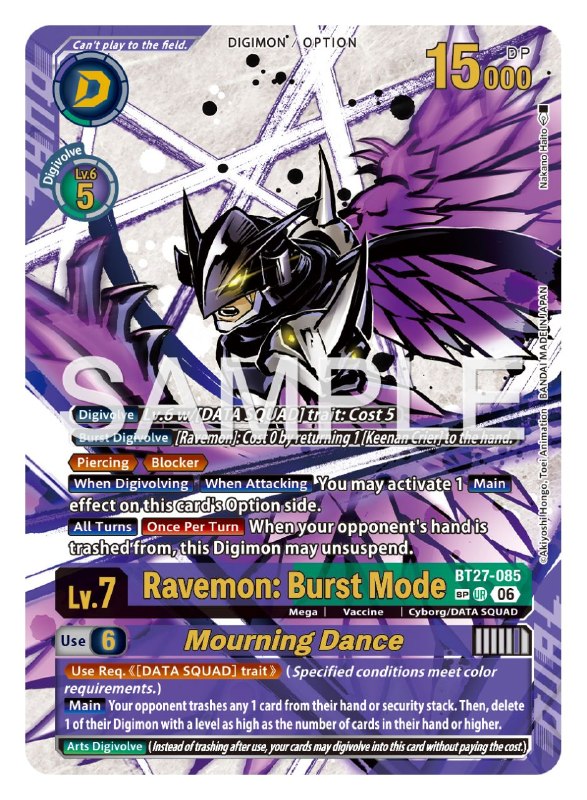 Can't play to the field.
DIGIMON / OPTION
15000 DP
D
Digivolve
Lv.6
5
Nakano Haito
SAMPLE
Digivolve Lv.6 w/[DATA SQUAD] trait: Cost 5
Burst Digivolve [Ravemon]: Cost 0 by returning 1 [Keenan Crier] to the hand.
Piercing Blocker
When Digivolving When Attacking You may activate 1 Main
effect on this card's Option side.
All Turns Once Per Turn When your opponent's hand is
trashed from, this Digimon may unsuspend.
©Akiyoshi Hongo, Toei Animation BANDAI MADE IN JAPAN
Lv.7 Ravemon: Burst Mode BT27-085
BP UR 06
Mega | Vaccine | Cyborg/DATA SQUAD
Use 6 Mourning Dance
Use Req.《[DATA SQUAD] trait》 (Specified conditions meet color
requirements.)
Main Your opponent trashes any 1 card from their hand or security stack. Then, delete
1 of their Digimon with a level as high as the number of cards in their hand or higher.
Arts Digivolve (Instead of trashing after use, your cards may digivolve into this card without paying the cost.)
DUAL